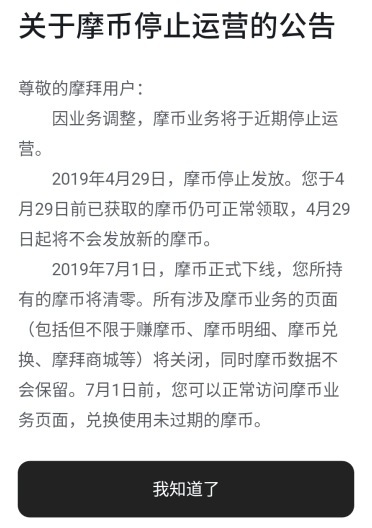 关于摩币停止运营的公告
尊敬的摩拜用户：
因业务调整，摩币业务将于近期停止运
营。
2019年4月29日，摩币停止发放。您于4
月29日前已获取的摩币仍可正常领取，4月29
日起将不会发放新的摩币。
2019年7月1日，摩币正式下线，您所持
有的摩币将清零。所有涉及摩币业务的页面
（包括但不限于赚摩币、摩币明细、摩币兑
换、摩拜商城等）将关闭，同时摩币数据不
会保留。7月1日前，您可以正常访问摩币业
务页面，兑换使用未过期的摩币。
我知道了